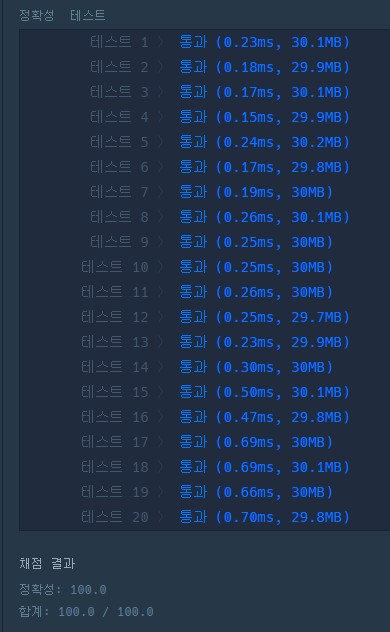 정확성 테스트
테스트 1 〉 통과 (0.23ms, 30.1MB)
테스트 2 〉 통과 (0.18ms, 29.9MB)
테스트 3 〉 통과 (0.17ms, 30.1MB)
테스트 4 〉 통과 (0.15ms, 29.9MB)
테스트 5 〉 통과 (0.24ms, 30.2MB)
테스트 6 〉 통과 (0.17ms, 29.8MB)
테스트 7 〉 통과 (0.19ms, 30MB)
테스트 8 〉 통과 (0.26ms, 30.1MB)
테스트 9 〉 통과 (0.25ms, 30MB)
테스트 10 〉 통과 (0.25ms, 30MB)
테스트 11 〉 통과 (0.26ms, 30MB)
테스트 12 〉 통과 (0.25ms, 29.7MB)
테스트 13 〉 통과 (0.23ms, 29.9MB)
테스트 14 〉 통과 (0.30ms, 30MB)
테스트 15 〉 통과 (0.50ms, 30.1MB)
테스트 16 〉 통과 (0.47ms, 29.8MB)
테스트 17 〉 통과 (0.69ms, 30MB)
테스트 18 〉 통과 (0.69ms, 30.1MB)
테스트 19 〉 통과 (0.66ms, 30MB)
테스트 20 〉 통과 (0.70ms, 29.8MB)
채점 결과
정확성: 100.0
합계: 100.0 / 100.0